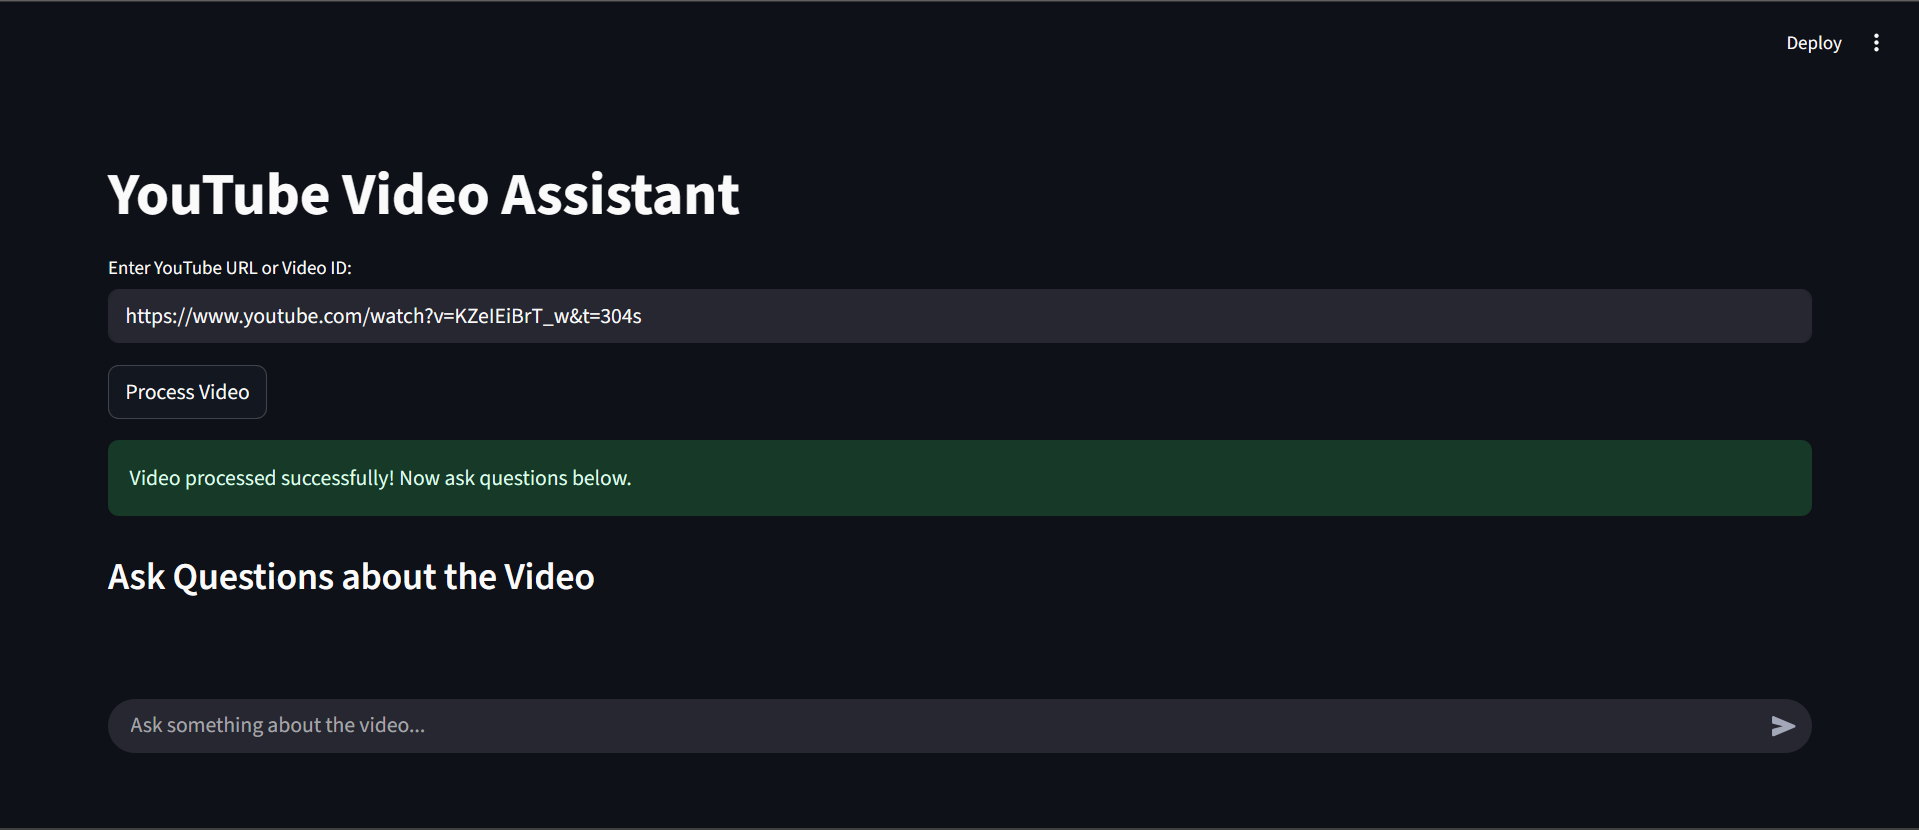 Deploy
YouTube Video Assistant
Enter YouTube URL or Video ID:
https://www.youtube.com/watch?v=KZeIEiBrT_w&t=304s
Process Video
Video processed successfully! Now ask questions below.
Ask Questions about the Video
Ask something about the video...